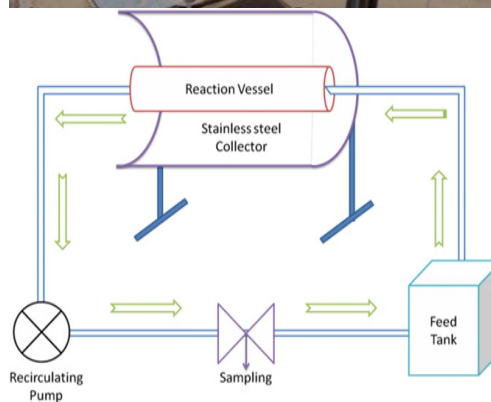 Reaction Vessel
Stainless steel
Collector
Feed
Tank
Recirculating
Pump
Sampling